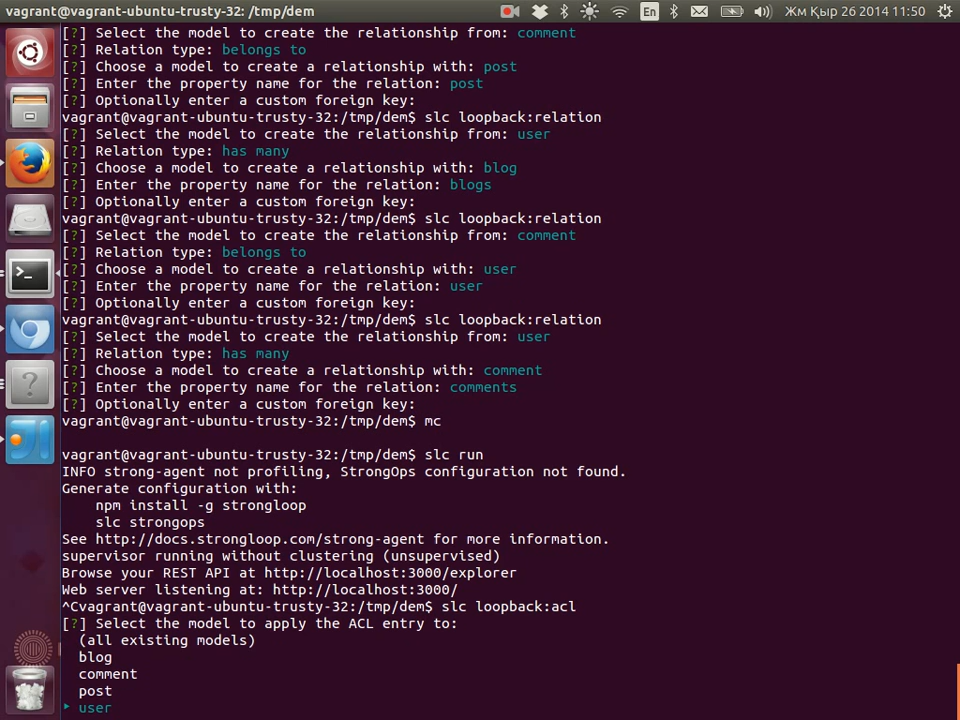 vagrant@vagrant-ubuntu-trusty-32: /tmp/dem
En
Жм Қыр 26 2014 11:50
[?] Select the model to create the relationship from: comment
[?] Relation type: belongs to
[?] Choose a model to create a relationship with: post
[?] Enter the property name for the relation: post
[?] Optionally enter a custom foreign key:
vagrant@vagrant-ubuntu-trusty-32:/tmp/dem$ slc loopback:relation
[?] Select the model to create the relationship from: user
[?] Relation type: has many
[?] Choose a model to create a relationship with: blog
[?] Enter the property name for the relation: blogs
[?] Optionally enter a custom foreign key:
vagrant@vagrant-ubuntu-trusty-32:/tmp/dem$ slc loopback:relation
[?] Select the model to create the relationship from: comment
[?] Relation type: belongs to
[?] Choose a model to create a relationship with: user
[?] Enter the property name for the relation: user
[?] Optionally enter a custom foreign key:
vagrant@vagrant-ubuntu-trusty-32:/tmp/dem$ slc loopback:relation
[?] Select the model to create the relationship from: user
[?] Relation type: has many
[?] Choose a model to create a relationship with: comment
[?] Enter the property name for the relation: comments
[?] Optionally enter a custom foreign key:
vagrant@vagrant-ubuntu-trusty-32:/tmp/dem$ mc
vagrant@vagrant-ubuntu-trusty-32:/tmp/dem$ slc run
INFO strong-agent not profiling, StrongOps configuration not found.
Generate configuration with:
npm install -g strongloop
slc strongops
See http://docs.strongloop.com/strong-agent for more information.
supervisor running without clustering (unsupervised)
Browse your REST API at http://localhost:3000/explorer
Web server listening at: http://localhost:3000/
^Cvagrant@vagrant-ubuntu-trusty-32:/tmp/dem$ slc loopback:acl
[?] Select the model to apply the ACL entry to:
(all existing models)
blog
comment
post
‣ user